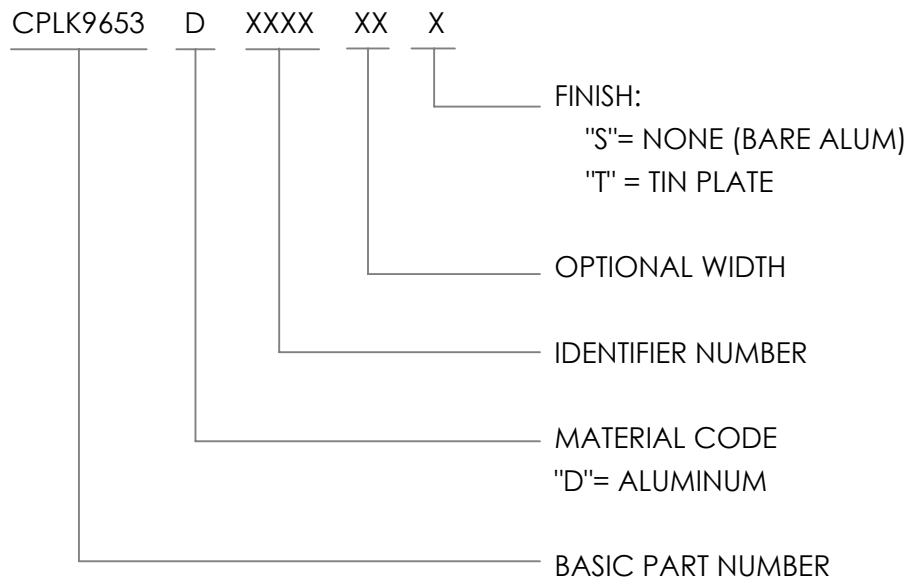 CPLK9653 D XXXX XX X
FINISH:
"S"= NONE (BARE ALUM)
"T" = TIN PLATE
OPTIONAL WIDTH
IDENTIFIER NUMBER
MATERIAL CODE
"D"= ALUMINUM
BASIC PART NUMBER